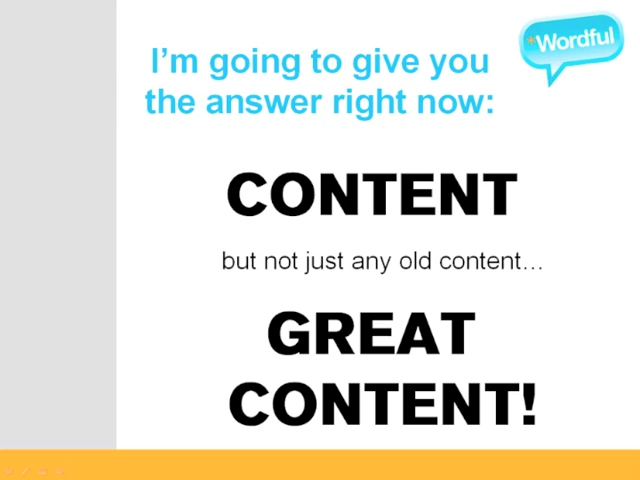 *Wordful
I’m going to give you
the answer right now:
CONTENT
but not just any old content...
GREAT
CONTENT!